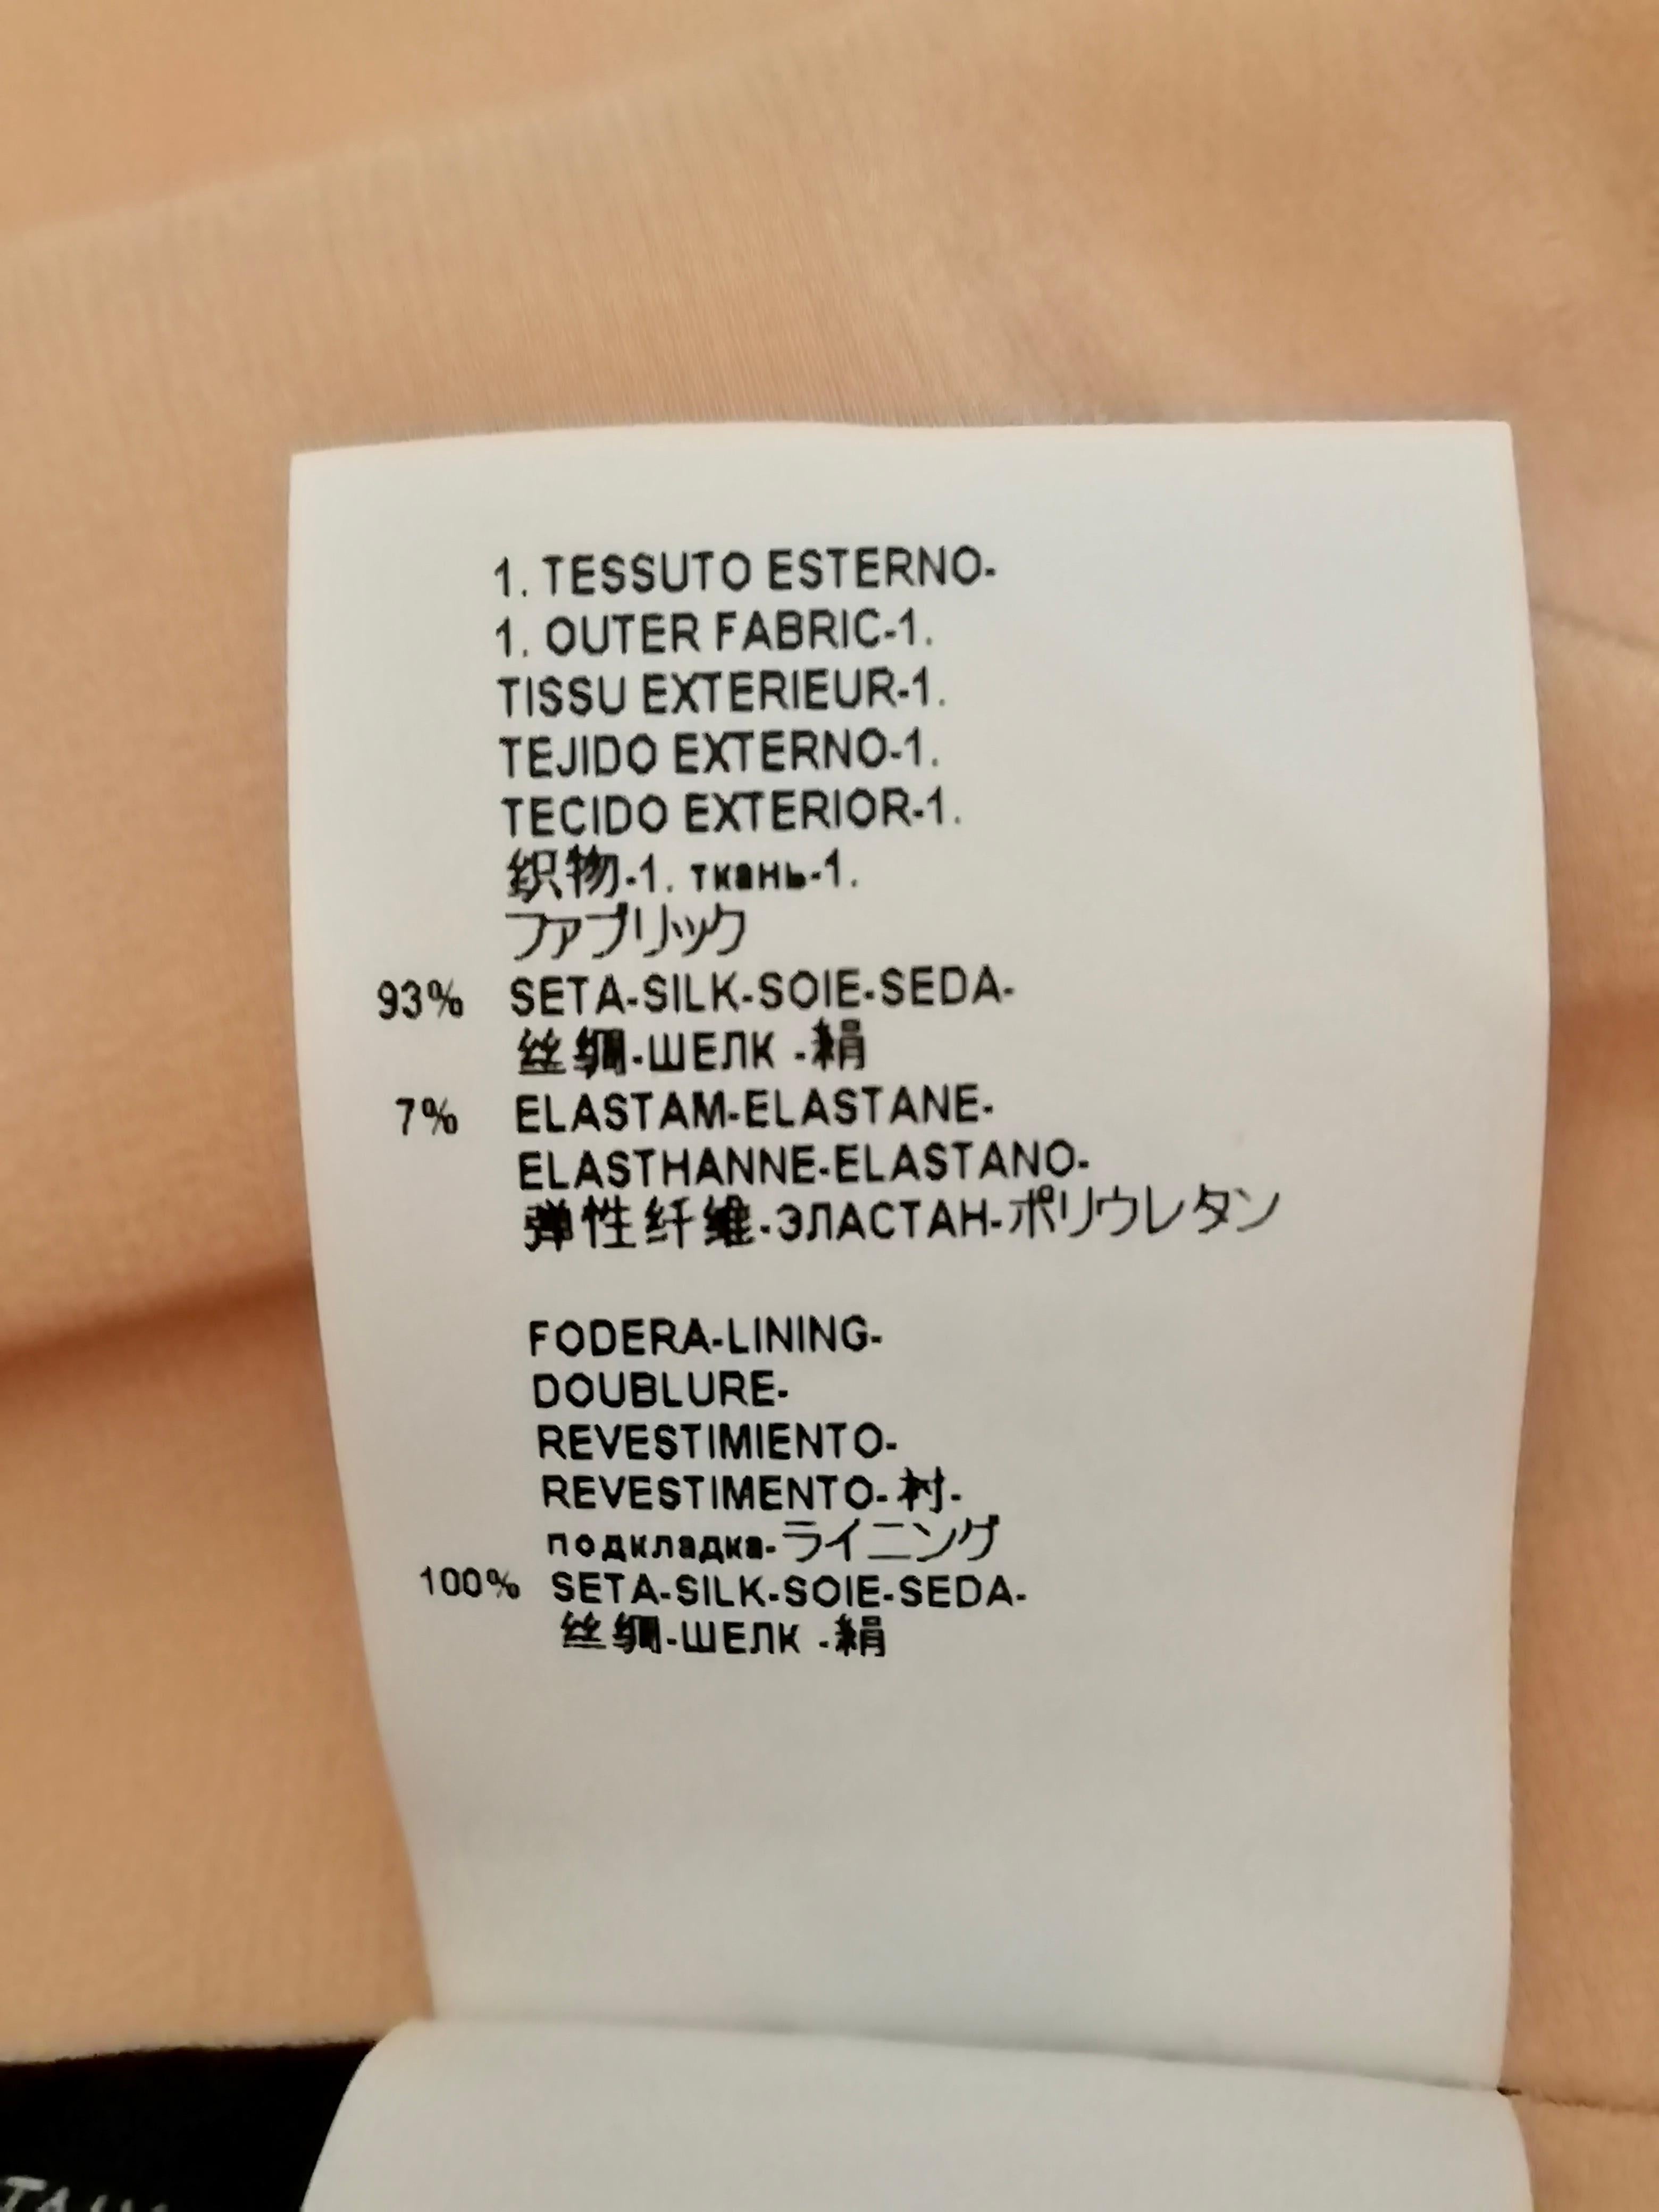 1. TESSUTO ESTERNO-
1. OUTER FABRIC-1.
TISSU EXTERIEUR-1.
TEJIDO EXTERNO-1.
TECIDO EXTERIOR-1.
织物-1. ткань-1.
ファブリック
93% SETA-SILK-SOIE-SEDA-
丝绸-ШЕЛК -絹
7% ELASTAM-ELASTANE-
ELASTHANNE-ELASTANO-
弹性纤维-ЭЛАСТАН-ポリウレタン
FODERA-LINING-
DOUBLURE-
REVESTIMIENTO-
REVESTIMENTO-衬-
подкладка-ライニング
100% SETA-SILK-SOIE-SEDA-
丝绸-ШЕЛК -絹